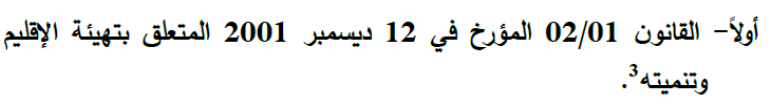 أولاً- القانون 02/01 المؤرخ في 12 ديسمبر 2001 المتعلق بتهيئة الإقليم
وتنميته³.